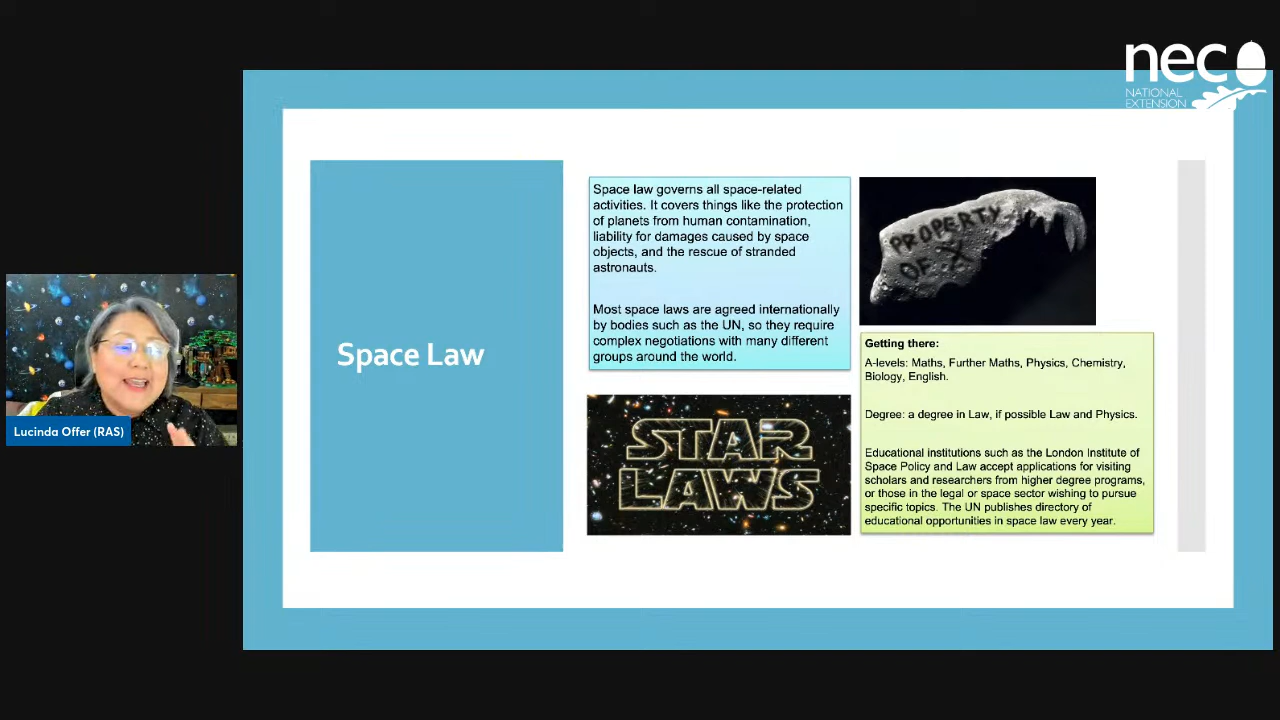 nec
NATIONAL
EXTENSION
Space Law
Space law governs all space-related
activities. It covers things like the protection
of planets from human contamination,
liability for damages caused by space
objects, and the rescue of stranded
astronauts.
Most space laws are agreed internationally
by bodies such as the UN, so they require
complex negotiations with many different
groups around the world.
PROPERTY
OF X
STAR
LAWS
Getting there:
A-levels: Maths, Further Maths, Physics, Chemistry,
Biology, English.
Degree: a degree in Law, if possible Law and Physics.
Educational institutions such as the London Institute of
Space Policy and Law accept applications for visiting
scholars and researchers from higher degree programs,
or those in the legal or space sector wishing to pursue
specific topics. The UN publishes directory of
educational opportunities in space law every year.
Lucinda Offer (RAS)